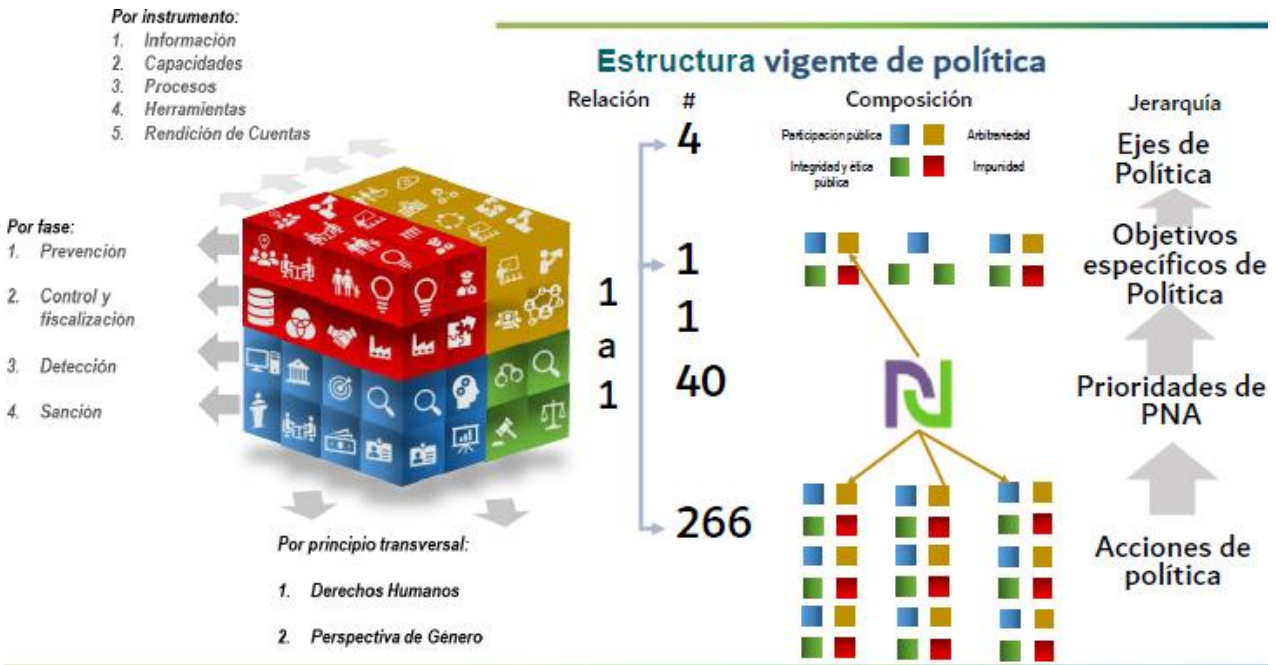 Por instrumento:
1. Información
2. Capacidades
3. Procesos
4. Herramientas
5. Rendición de Cuentas
Por fase:
1. Prevención
2. Control y
fiscalización
3. Detección
4. Sanción
Por principio transversal:
1. Derechos Humanos
2. Perspectiva de Género
Estructura vigente de política
Relación
1
a
1
#
4
1
1
40
266
Composición
Participación pública
Arbitrariedad
Integridad y ética
pública
Impunidad
Jerarquía
Ejes de
Política
Objetivos
específicos de
Política
Prioridades de
PNA
Acciones de
política